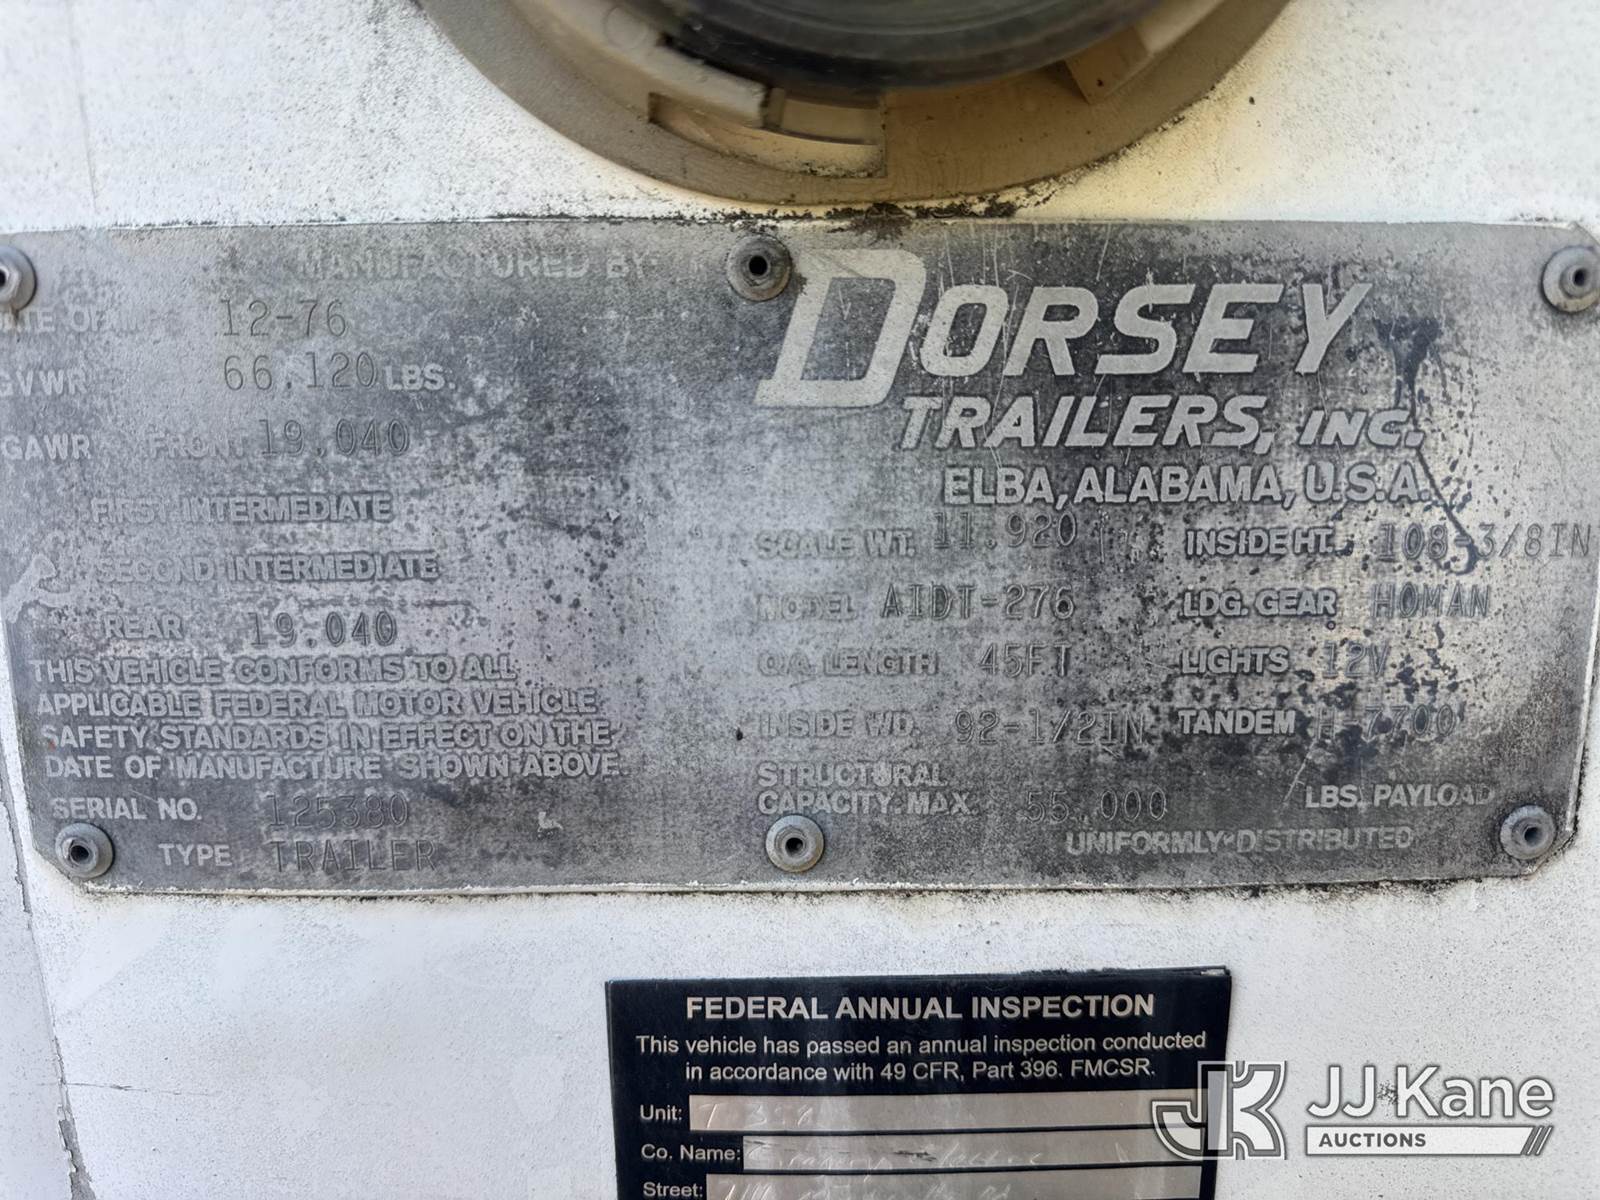 MANUFACTURED BY
DORSEY
TRAILERS, INC.
ELBA, ALABAMA, U.S.A.
DATE OF M 12-76
GVWR 66,120 LBS.
GAWR FRONT 19,040
FIRST INTERMEDIATE
SECOND INTERMEDIATE
REAR 19,040
THIS VEHICLE CONFORMS TO ALL
APPLICABLE FEDERAL MOTOR VEHICLE
SAFETY STANDARDS IN EFFECT ON THE
DATE OF MANUFACTURE SHOWN ABOVE.
SERIAL NO. 125380
TYPE TRAILER
SCALE WT. 11,920 INSIDE HT. 108-3/8IN
MODEL AIDT-276 LDG. GEAR HOMAN
O/A LENGTH 45FT LIGHTS 12V
INSIDE WD. 92-1/2IN TANDEM H-7700
STRUCTURAL
CAPACITY: MAX. 55,000 LBS. PAYLOAD
UNIFORMLY DISTRIBUTED
FEDERAL ANNUAL INSPECTION
This vehicle has passed an annual inspection conducted
in accordance with 49 CFR, Part 396. FMCSR.
Unit:
Co. Name:
Street:
JK JJ Kane
AUCTIONS